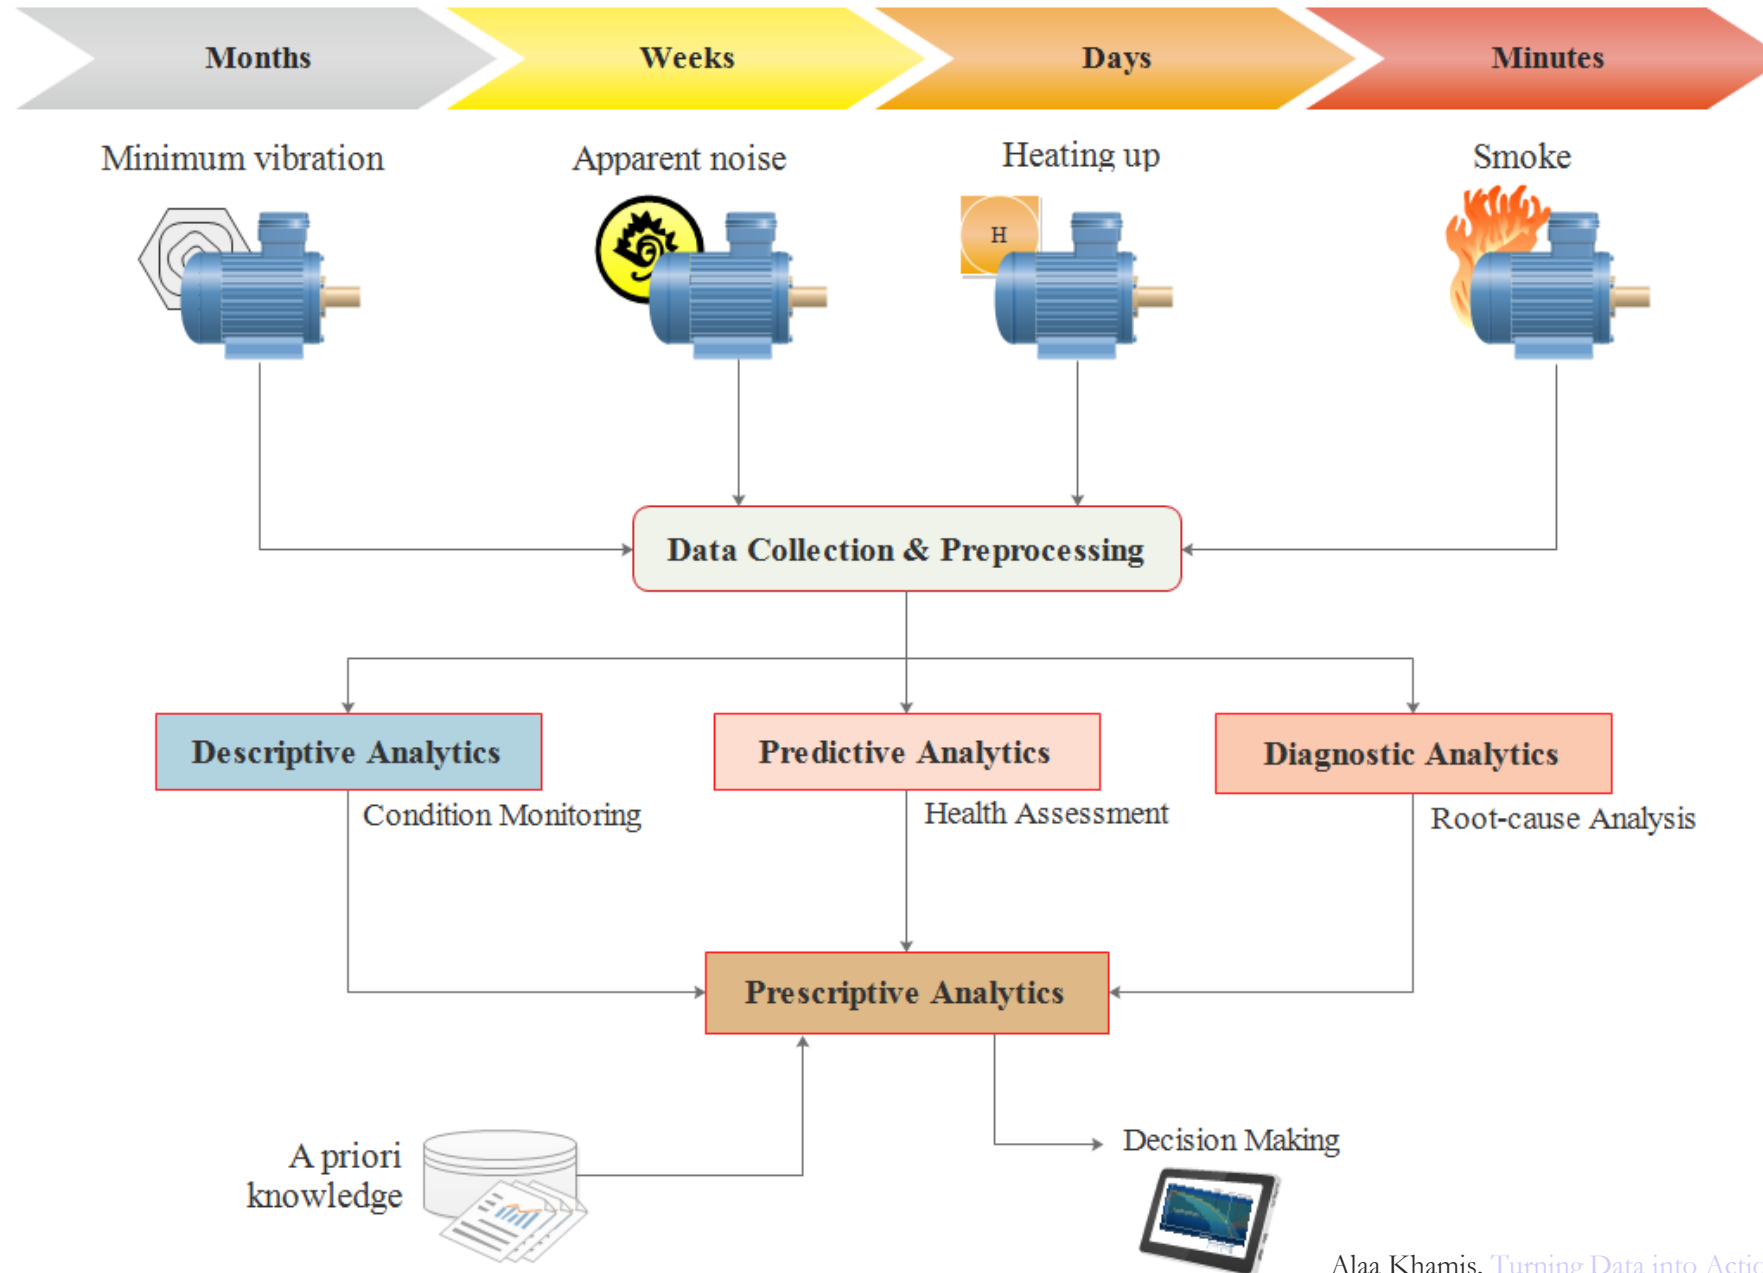 Months
Weeks
Days
Minutes
Minimum vibration
Apparent noise
Heating up
Smoke
H
Data Collection & Preprocessing
Descriptive Analytics
Predictive Analytics
Diagnostic Analytics
Condition Monitoring
Health Assessment
Root-cause Analysis
Prescriptive Analytics
A priori
knowledge
Decision Making
Alaa Khamis, Turning Data into Actio